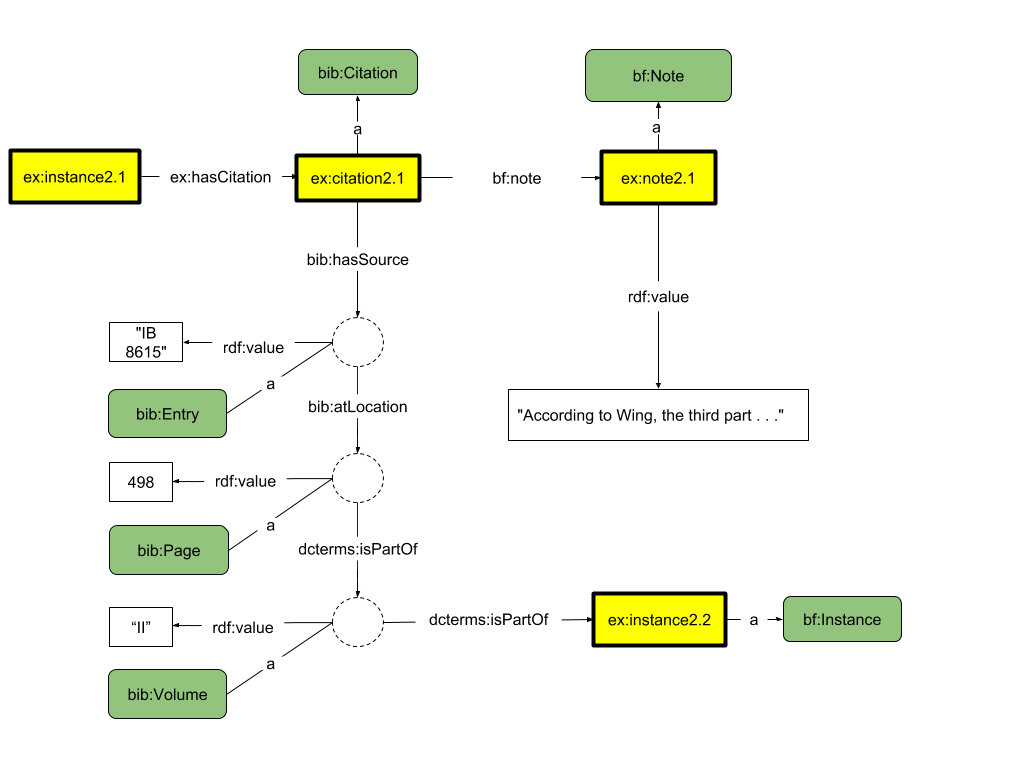 bib:Citation
bf:Note
a
a
ex:instance2.1
ex:hasCitation
ex:citation2.1
bf:note
ex:note2.1
bib:hasSource
rdf:value
"IB
8615"
rdf:value
a
bib:Entry
bib:atLocation
"According to Wing, the third part . . ."
498
rdf:value
a
bib:Page
dcterms:isPartOf
“II”
rdf:value
dcterms:isPartOf
ex:instance2.2
a
bf:Instance
a
bib:Volume